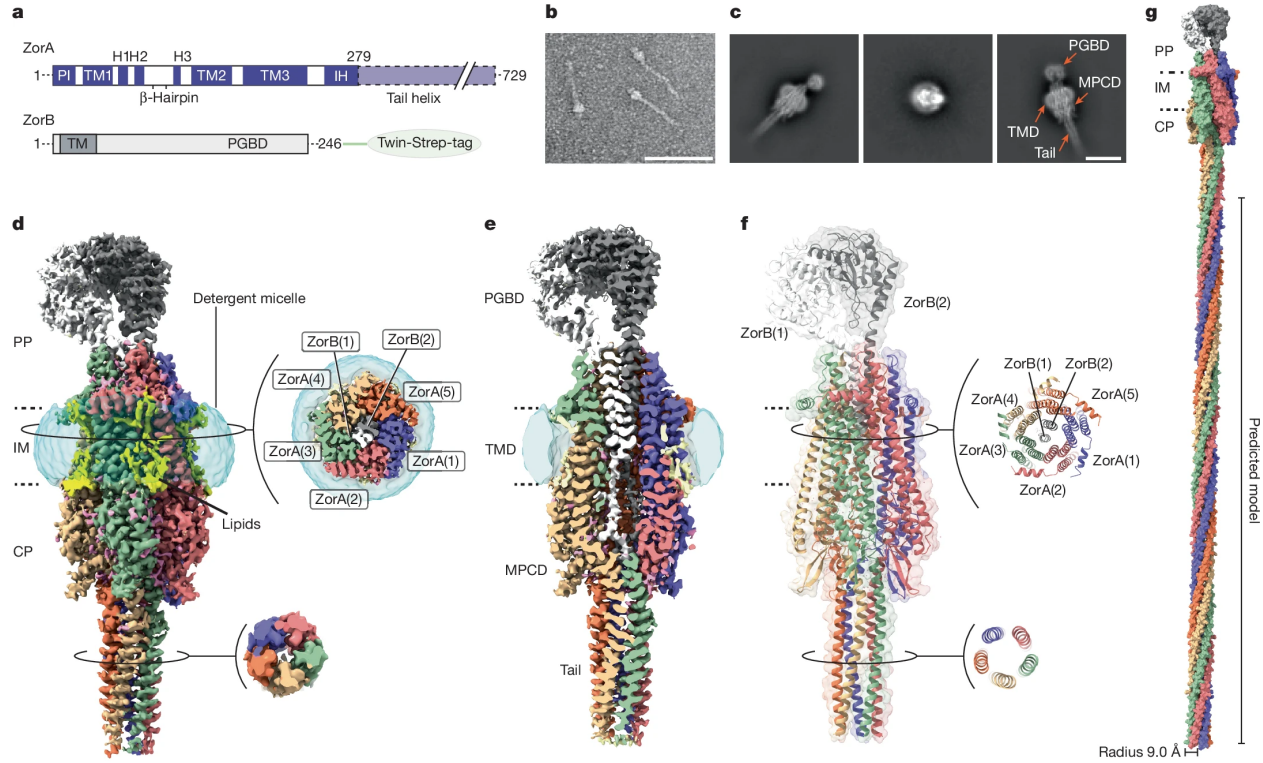 a
ZorA
H1H2
H3
279
1
PI
TM1
TM2
TM3
IH
729
β-Hairpin
Tail helix
ZorB
1
TM
PGBD
246
Twin-Strep-tag
b
c
PGBD
MPCD
TMD
Tail
g
PP
IM
CP
Predicted model
Radius 9.0 Å
d
Detergent micelle
PP
ZorB(1)
ZorB(2)
ZorA(4)
ZorA(5)
IM
ZorA(3)
ZorA(1)
ZorA(2)
Lipids
CP
e
PGBD
TMD
MPCD
Tail
f
ZorB(2)
ZorB(1)
ZorB(1)
ZorB(2)
ZorA(4)
ZorA(5)
ZorA(3)
ZorA(1)
ZorA(2)